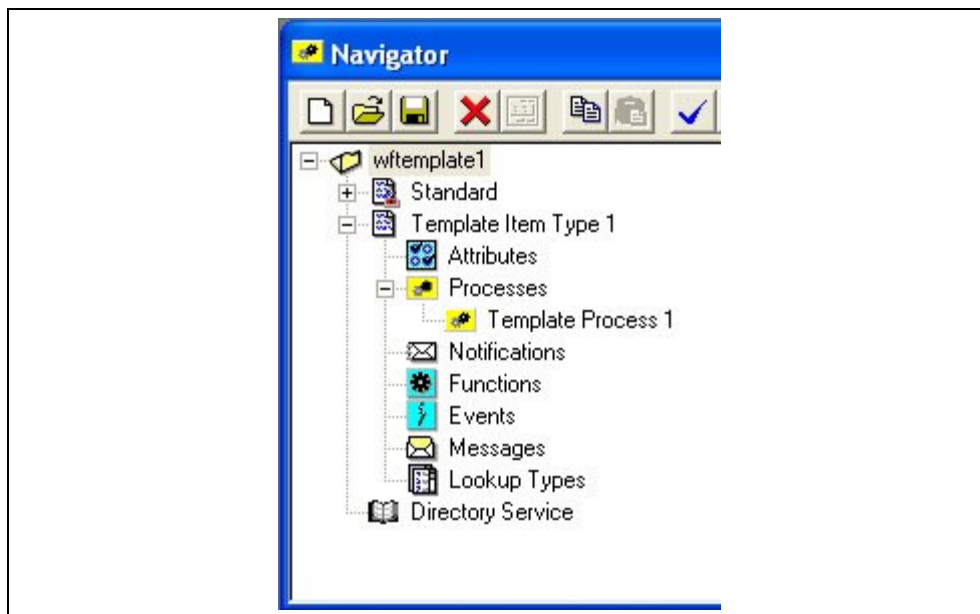 Navigator
wftemplate1
Standard
Template Item Type 1
Attributes
Processes
Template Process 1
Notifications
Functions
Events
Messages
Lookup Types
Directory Service